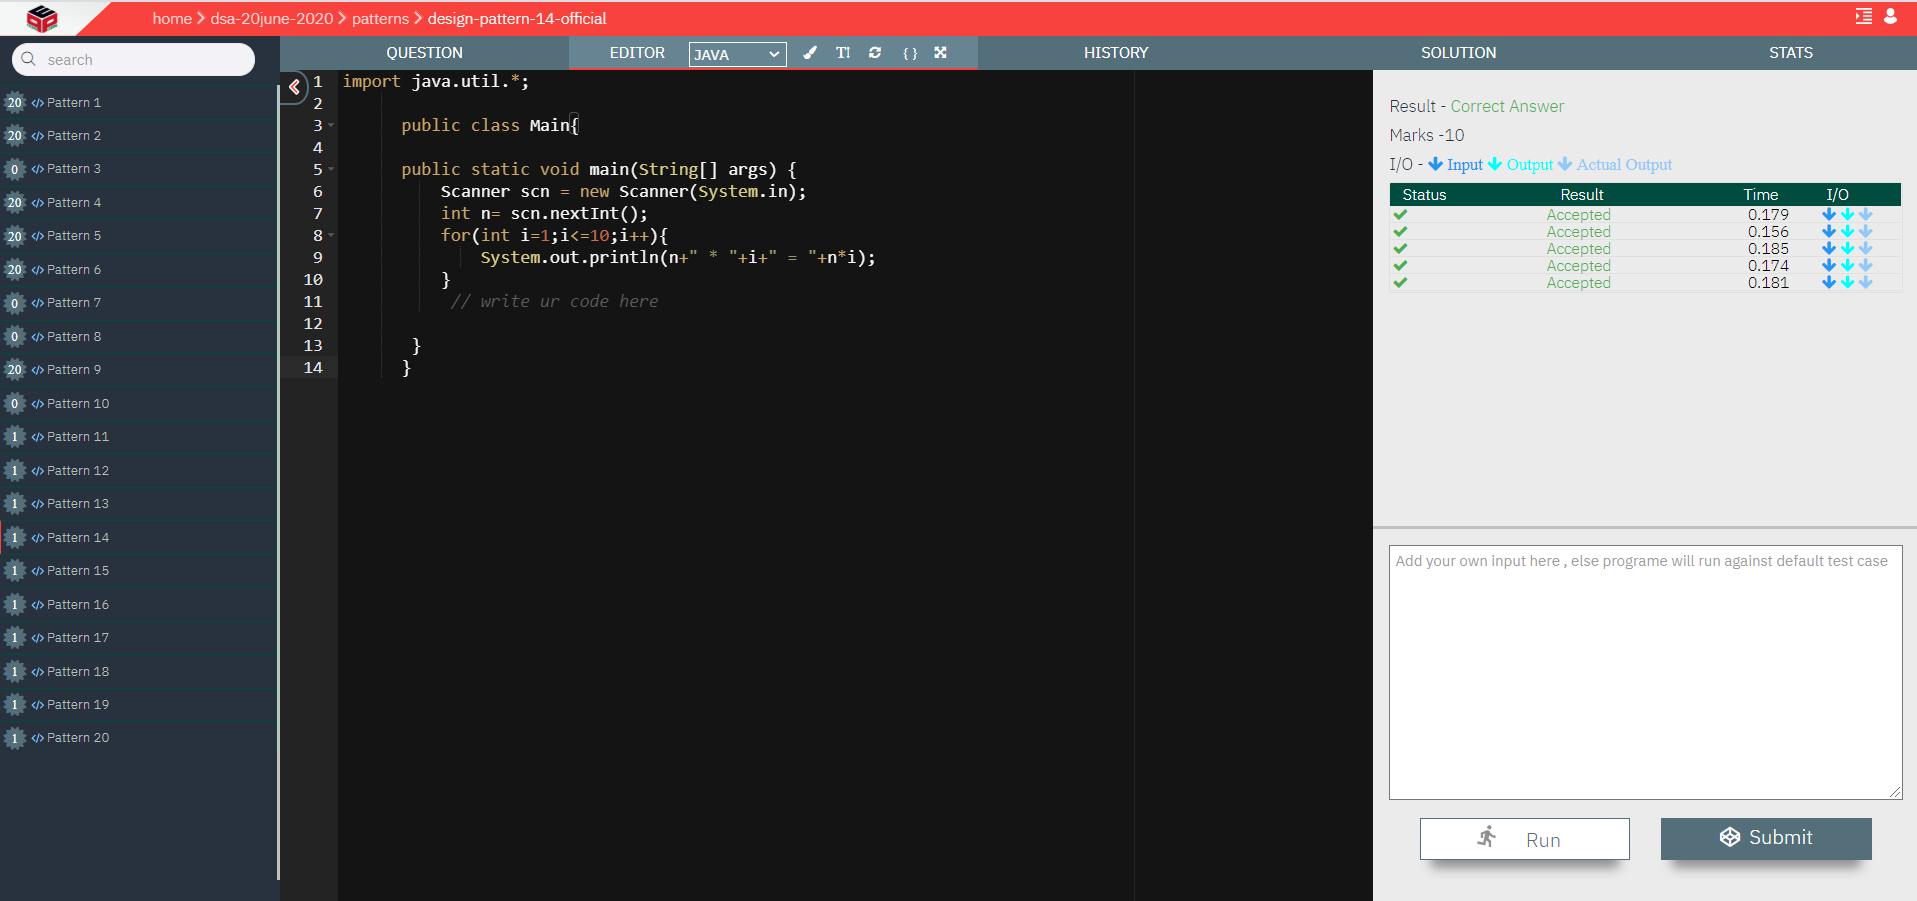 home > dsa-20june-2020 > patterns > design-pattern-14-official
search
20 </> Pattern 1
20 </> Pattern 2
0 </> Pattern 3
20 </> Pattern 4
20 </> Pattern 5
20 </> Pattern 6
0 </> Pattern 7
0 </> Pattern 8
20 </> Pattern 9
0 </> Pattern 10
1 </> Pattern 11
1 </> Pattern 12
1 </> Pattern 13
1 </> Pattern 14
1 </> Pattern 15
1 </> Pattern 16
1 </> Pattern 17
1 </> Pattern 18
1 </> Pattern 19
1 </> Pattern 20
QUESTION EDITOR JAVA TI { } HISTORY SOLUTION STATS
1 import java.util.*;
2
3 public class Main{
4
5 public static void main(String[] args) {
6 Scanner scn = new Scanner(System.in);
7 int n= scn.nextInt();
8 for(int i=1;i<=10;i++){
9 System.out.println(n+" * "+i+" = "+n*i);
10 }
11 // write ur code here
12
13 }
14 }
Result - Correct Answer
Marks -10
I/O - Input Output Actual Output
Status Result Time I/O
Accepted 0.179
Accepted 0.156
Accepted 0.185
Accepted 0.174
Accepted 0.181
Add your own input here , else programe will run against default test case
Run
Submit